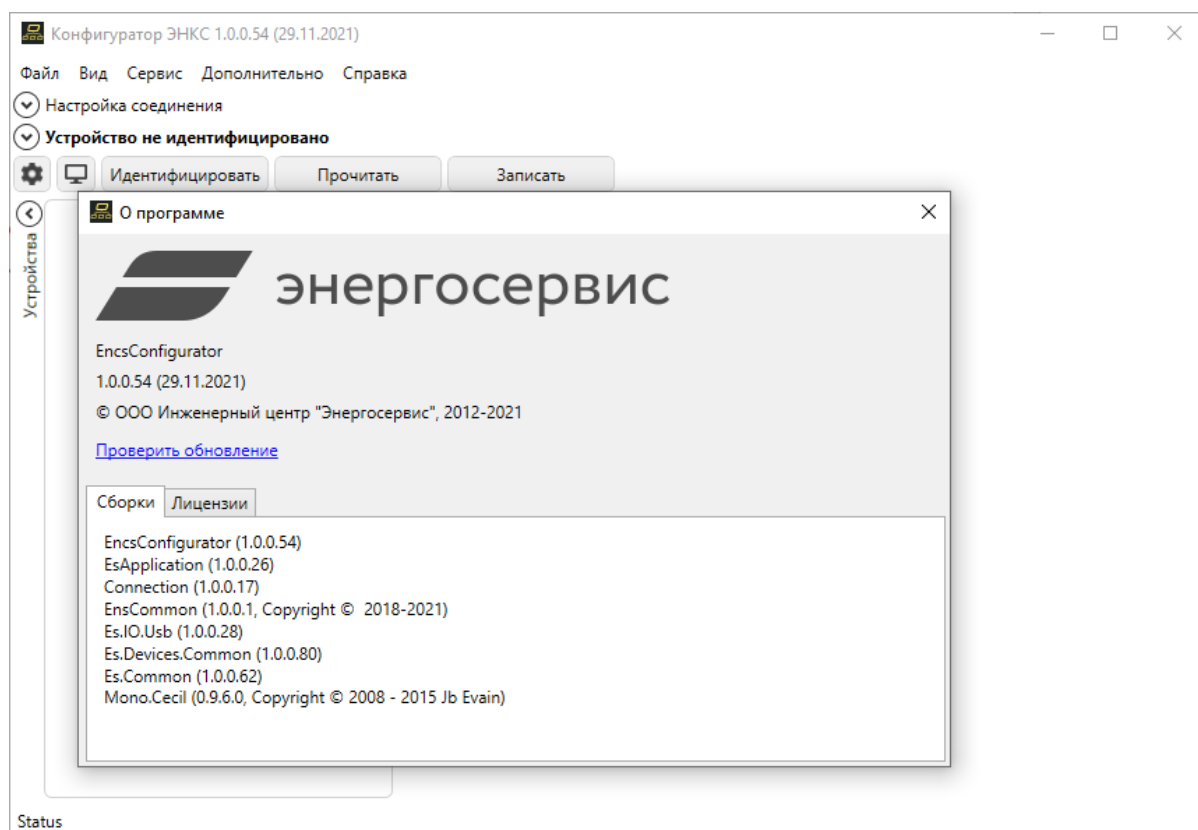 Конфигуратор ЭНКС 1.0.0.54 (29.11.2021)
Файл Вид Сервис Дополнительно Справка
Настройка соединения
Устройство не идентифицировано
Идентифицировать Прочитать Записать
Устройства
О программе
энергосервис
EncsConfigurator
1.0.0.54 (29.11.2021)
© ООО Инженерный центр "Энергосервис", 2012-2021
Проверить обновление
Сборки Лицензии
EncsConfigurator (1.0.0.54)
EsApplication (1.0.0.26)
Connection (1.0.0.17)
EnsCommon (1.0.0.1, Copyright © 2018-2021)
Es.IO.Usb (1.0.0.28)
Es.Devices.Common (1.0.0.80)
Es.Common (1.0.0.62)
Mono.Cecil (0.9.6.0, Copyright © 2008 - 2015 Jb Evain)
Status